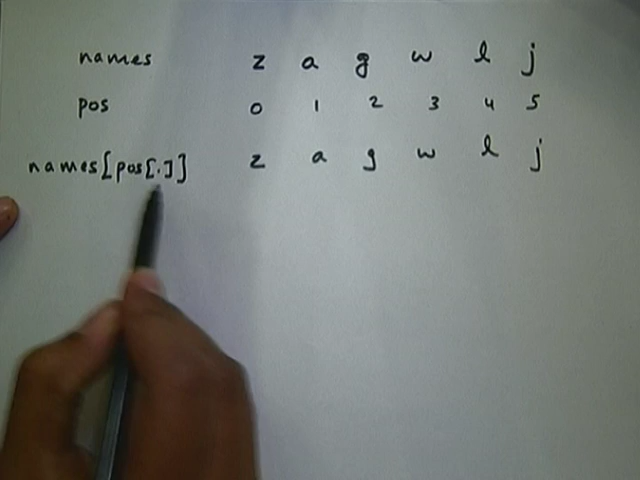 names z a g w l j
pos 0 1 2 3 4 5
names[pos[.]] z a g w l j